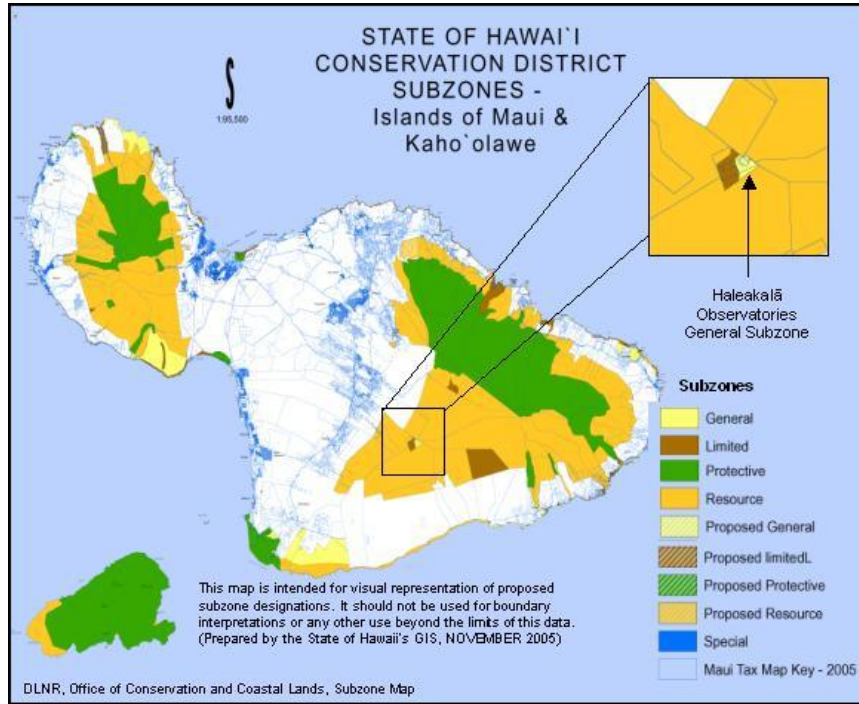 STATE OF HAWAI`I
CONSERVATION DISTRICT
SUBZONES -
Islands of Maui &
Kaho`olawe
1:95,500
Haleakalā
Observatories
General Subzone
Subzones
General
Limited
Protective
Resource
Proposed General
Proposed limitedL
Proposed Protective
Proposed Resource
Special
Maui Tax Map Key - 2005
This map is intended for visual representation of proposed
subzone designations. It should not be used for boundary
interpretations or any other use beyond the limits of this data.
(Prepared by the State of Hawaii's GIS, NOVEMBER 2005)
DLNR, Office of Conservation and Coastal Lands, Subzone Map